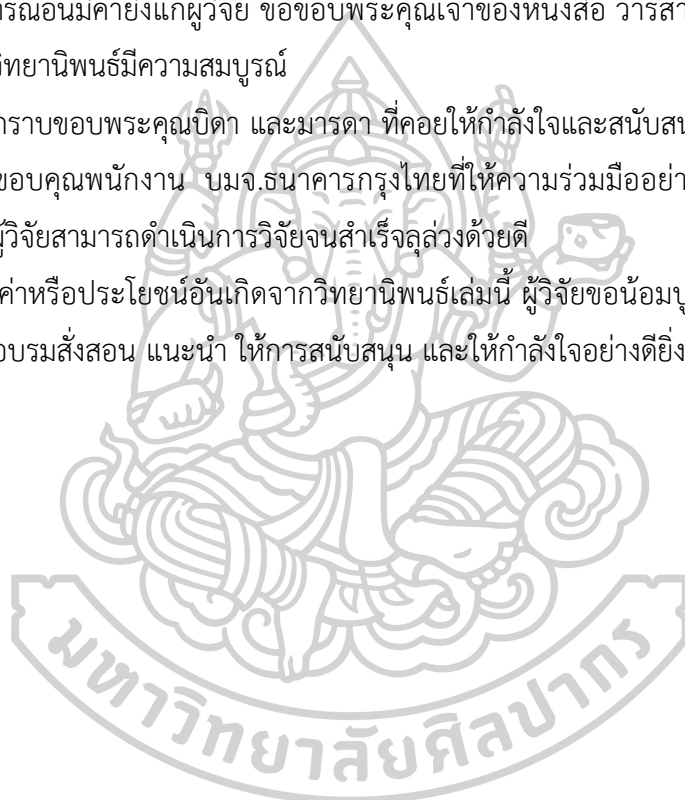 ารณ์อันมีค่ายิ่งแก่ผู้วิจัย ขอขอบพระคุณเจ้าของหนังสือ วารสา
วิทยานิพนธ์มีความสมบูรณ์
กราบขอบพระคุณบิดา และมารดา ที่คอยให้กำลังใจและสนับสน
ขอบคุณพนักงาน บมจ.ธนาคารกรุงไทยที่ให้ความร่วมมืออย่า
ผู้วิจัยสามารถดำเนินการวิจัยจนสำเร็จลุล่วงด้วยดี
ค่าหรือประโยชน์อันเกิดจากวิทยานิพนธ์เล่มนี้ ผู้วิจัยขอน้อมบุ
อบรมสั่งสอน แนะนำ ให้การสนับสนุน และให้กำลังใจอย่างดียิ่ง
มหาวิทยาลัยศิลปากร